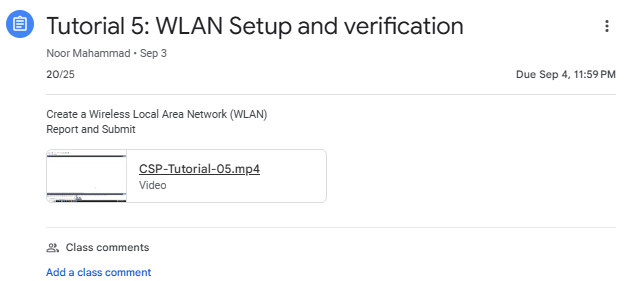 Tutorial 5: WLAN Setup and verification
Noor Mahammad • Sep 3
20/25
Due Sep 4, 11:59 PM
Create a Wireless Local Area Network (WLAN)
Report and Submit
CSP-Tutorial-05.mp4
Video
Class comments
Add a class comment